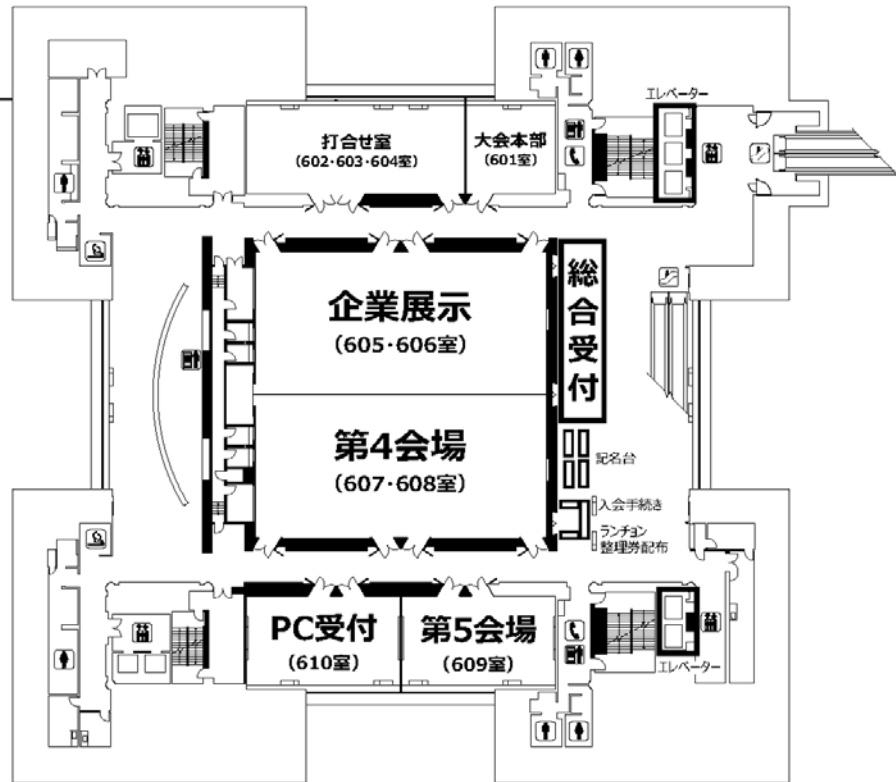 エレベーター
打合せ室
(602・603・604室)
大会本部
(601室)
企業展示
(605・606室)
総合受付
第4会場
(607・608室)
記名台
入会手続き
ランチョン
整理券配布
PC受付
(610室)
第5会場
(609室)
エレベーター